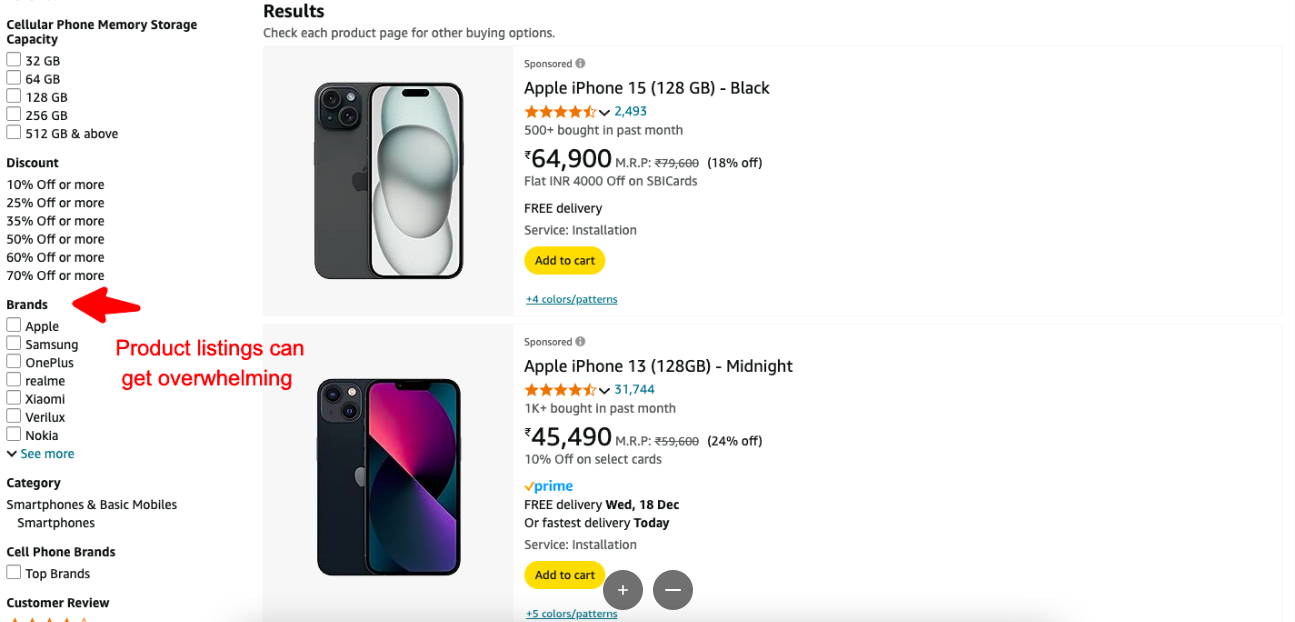 Cellular Phone Memory Storage
Capacity
32 GB
64 GB
128 GB
256 GB
512 GB & above
Discount
10% Off or more
25% Off or more
35% Off or more
50% Off or more
60% Off or more
70% Off or more
Brands
Apple
Samsung
OnePlus
realme
Xiaomi
Verilux
Nokia
See more
Category
Smartphones & Basic Mobiles
Smartphones
Cell Phone Brands
Top Brands
Customer Review
Product listings can
get overwhelming
Results
Check each product page for other buying options.
Sponsored
Apple iPhone 15 (128 GB) - Black
2,493
500+ bought in past month
₹64,900 M.R.P: ₹79,600 (18% off)
Flat INR 4000 Off on SBICards
FREE delivery
Service: Installation
Add to cart
+4 colors/patterns
Sponsored
Apple iPhone 13 (128GB) - Midnight
31,744
1K+ bought in past month
₹45,490 M.R.P: ₹59,600 (24% off)
10% Off on select cards
prime
FREE delivery Wed, 18 Dec
Or fastest delivery Today
Service: Installation
Add to cart
+5 colors/patterns